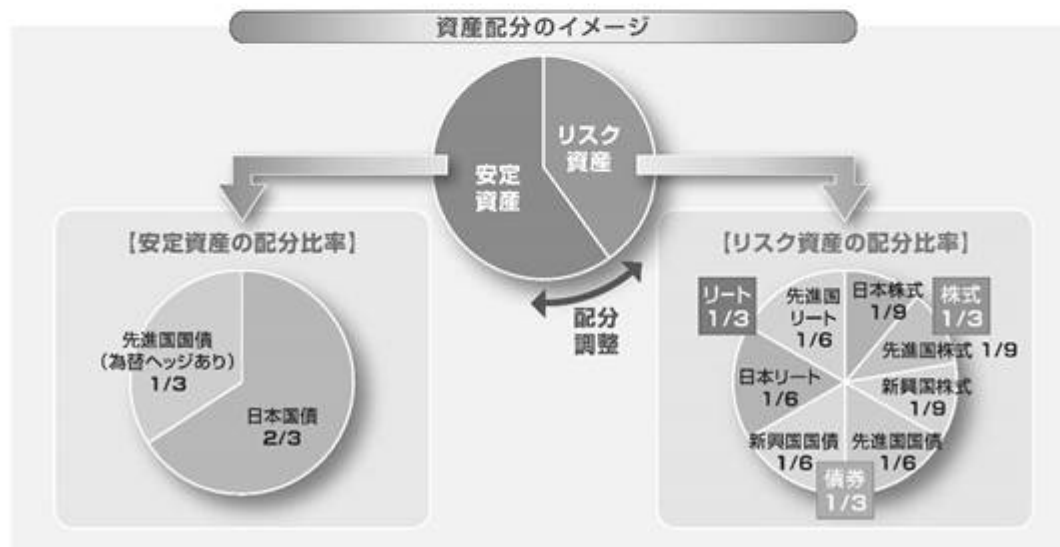 資産配分のイメージ
リスク
資産
安定
資産
配分
調整
【安定資産の配分比率】
先進国国債
(為替ヘッジあり)
1/3
日本国債
2/3
【リスク資産の配分比率】
リート
1/3
先進国
リート
1/6
日本株式
1/9
株式
1/3
先進国株式 1/9
新興国株式
1/9
日本リート
1/6
新興国国債
1/6
先進国国債
1/6
債券
1/3